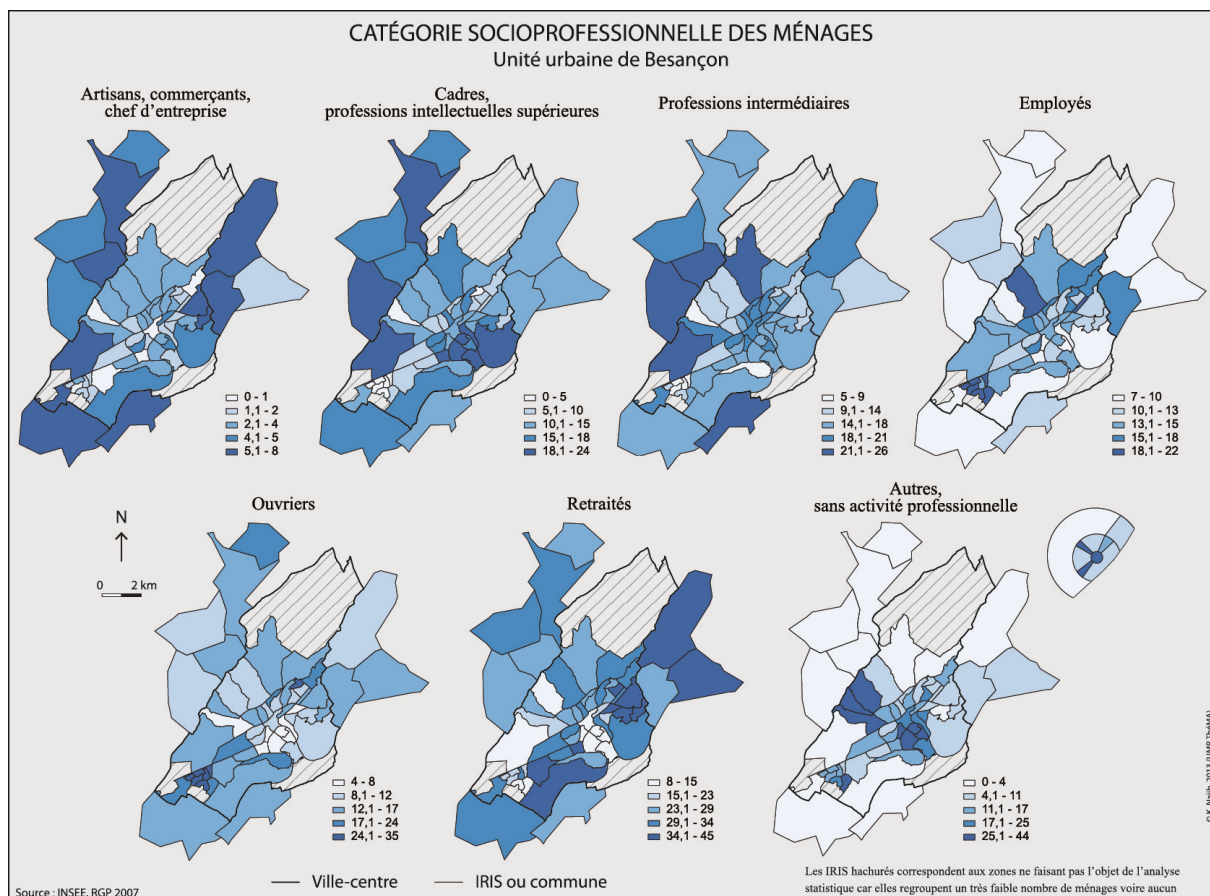 CATÉGORIE SOCIOPROFESSIONNELLE DES MÉNAGES
Unité urbaine de Besançon
Artisans, commerçants,
chef d'entreprise
Cadres,
professions intellectuelles supérieures
Professions intermédiaires
Employés
0 - 1
1,1 - 2
2,1 - 4
4,1 - 5
5,1 - 8
0 - 5
5,1 - 10
10,1 - 15
15,1 - 18
18,1 - 24
5 - 9
9,1 - 14
14,1 - 18
18,1 - 21
21,1 - 26
7 - 10
10,1 - 13
13,1 - 15
15,1 - 18
18,1 - 22
Ouvriers
Retraités
Autres,
sans activité professionnelle
N
0 2 km
4 - 8
8,1 - 12
12,1 - 17
17,1 - 24
24,1 - 35
8 - 15
15,1 - 23
23,1 - 29
29,1 - 34
34,1 - 45
0 - 4
4,1 - 11
11,1 - 17
17,1 - 25
25,1 - 44
Source : INSEE, RGP 2007
Ville-centre
IRIS ou commune
Les IRIS hachurés correspondent aux zones ne faisant pas l'objet de l'analyse
statistique car elles regroupent un très faible nombre de ménages voire aucun
2013 (UMR ThéMA)